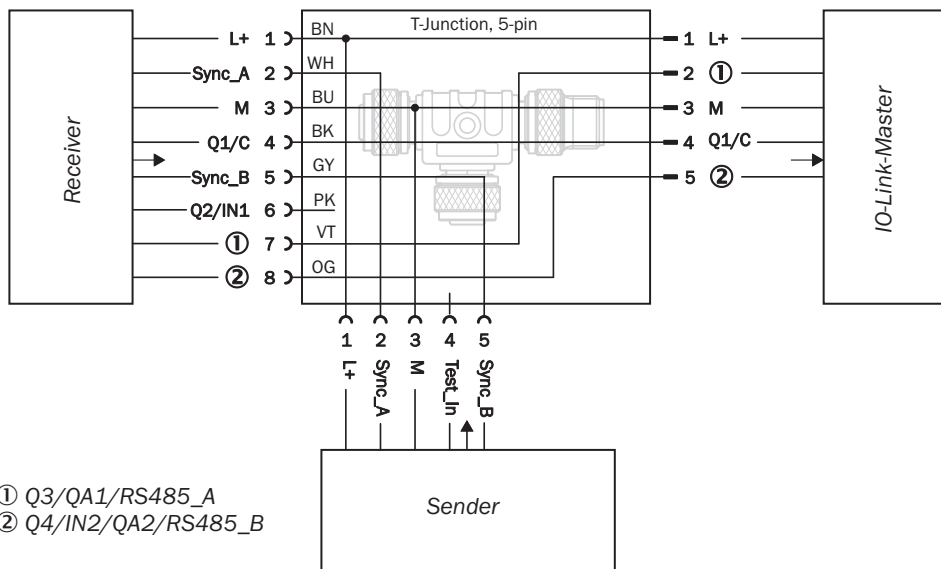 T-Junction, 5-pin
L+ 1 BN 1 L+
Sync_A 2 WH 2 ①
M 3 BU 3 M
Q1/C 4 BK 4 Q1/C
Sync_B 5 GY 5 ②
Q2/IN1 6 PK
① 7 VT
② 8 OG
Receiver
IO-Link-Master
1 2 3 4 5
L+ Sync_A M Test_In Sync_B
Sender
① Q3/QA1/RS485_A
② Q4/IN2/QA2/RS485_B